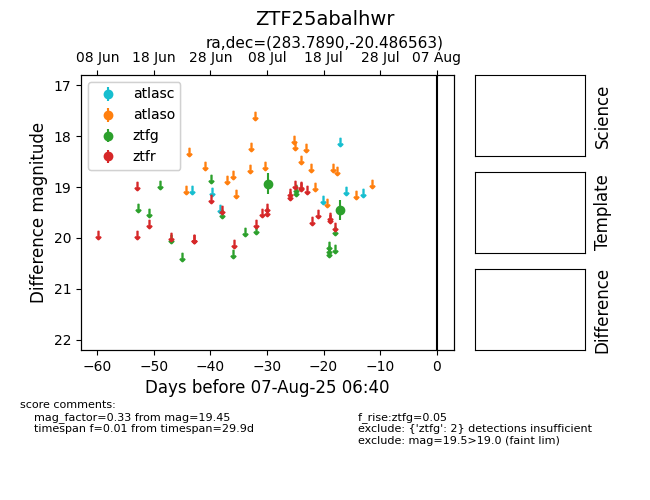 ZTF25abalhwr
ra,dec=(283.7890,-20.486563)
08 Jun 18 Jun 28 Jun 08 Jul 18 Jul 28 Jul 07 Aug
atlasc
atlaso
ztfg
ztfr
17
18
19
20
21
22
Difference magnitude
−60 −50 −40 −30 −20 −10 0
Days before 07-Aug-25 06:40
Science
Template
Difference
score comments:
mag_factor=0.33 from mag=19.45
timespan f=0.01 from timespan=29.9d
f_rise:ztfg=0.05
exclude: {'ztfg': 2} detections insufficient
exclude: mag=19.5>19.0 (faint lim)